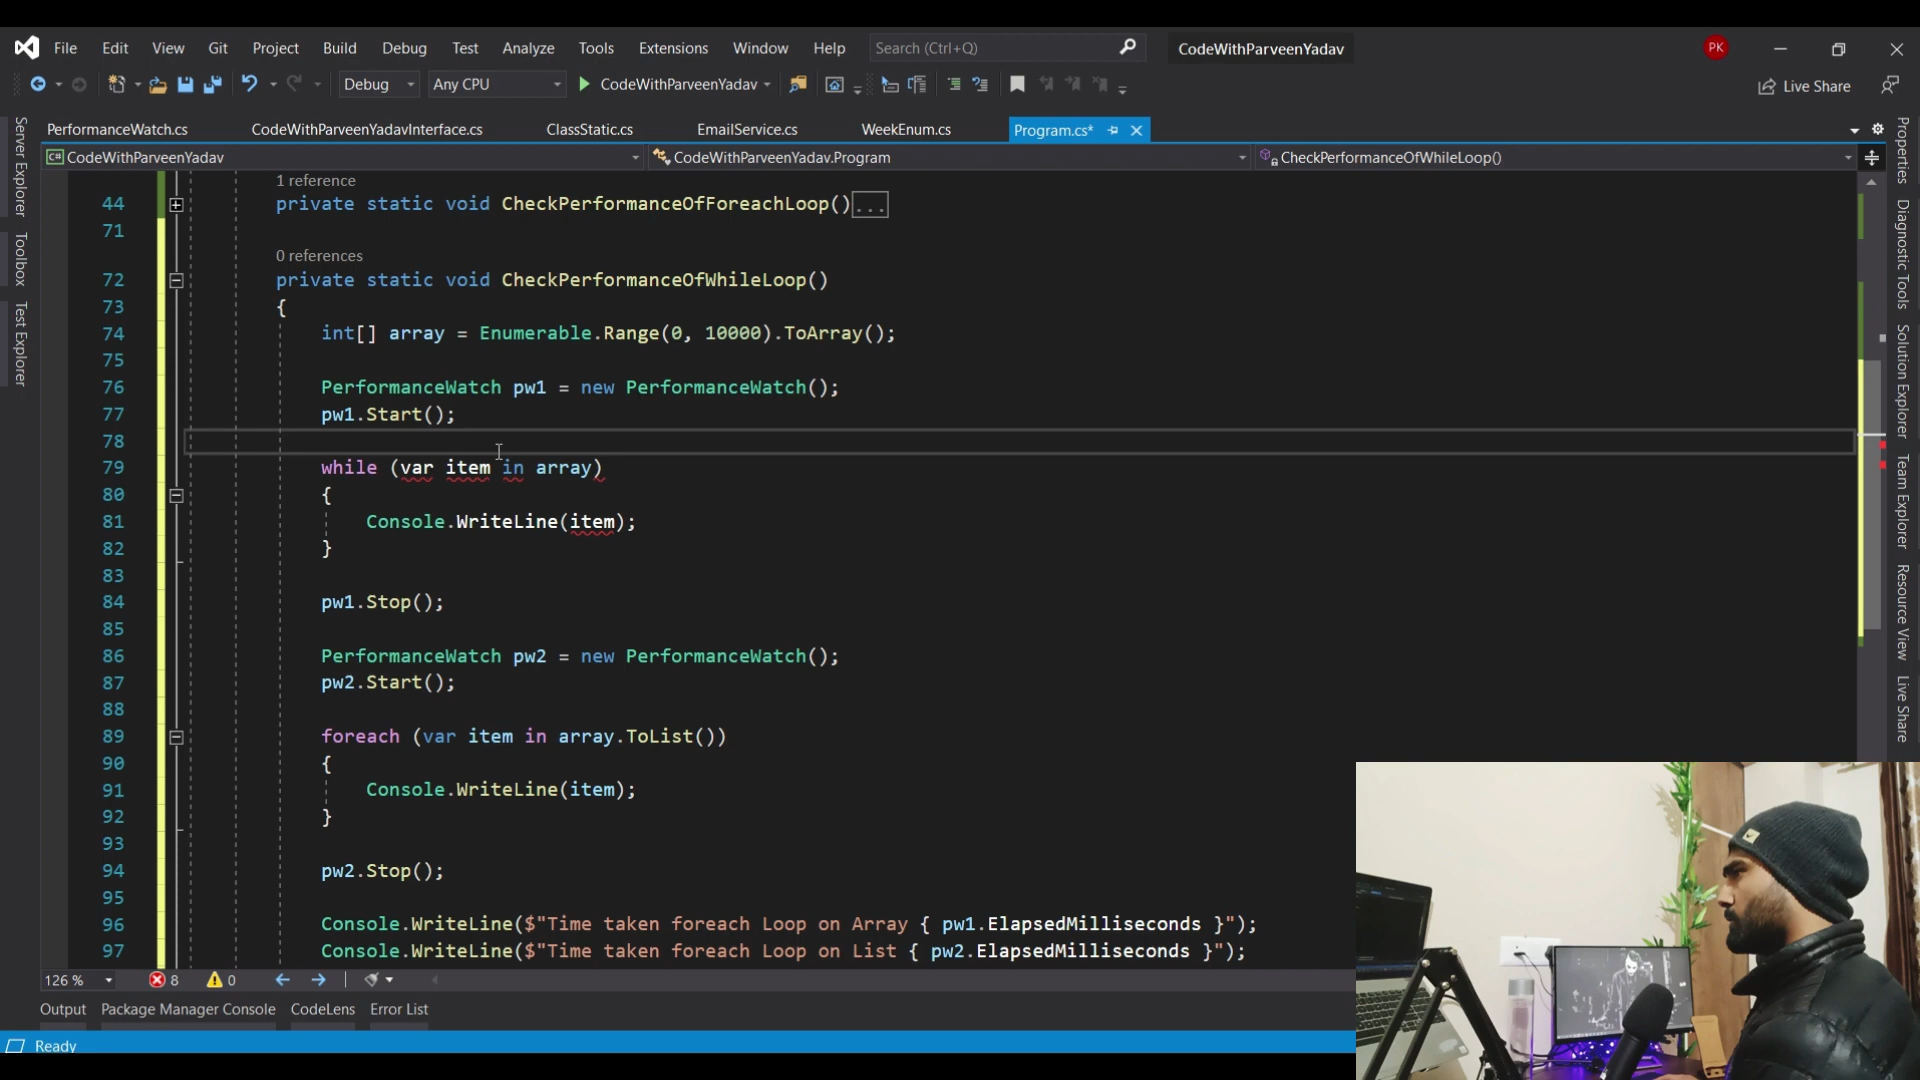 File Edit View Git Project Build Debug Test Analyze Tools Extensions Window Help Search (Ctrl+Q) CodeWithParveenYadav PK
Debug Any CPU CodeWithParveenYadav Live Share
PerformanceWatch.cs CodeWithParveenYadavInterface.cs ClassStatic.cs EmailService.cs WeekEnum.cs Program.cs*
C# CodeWithParveenYadav CodeWithParveenYadav.Program CheckPerformanceOfWhileLoop()
Server Explorer
Toolbox
Test Explorer
1 reference
44 private static void CheckPerformanceOfForeachLoop()...
71
0 references
72 private static void CheckPerformanceOfWhileLoop()
73 {
74 int[] array = Enumerable.Range(0, 10000).ToArray();
75
76 PerformanceWatch pw1 = new PerformanceWatch();
77 pw1.Start();
78
79 while (var item in array)
80 {
81 Console.WriteLine(item);
82 }
83
84 pw1.Stop();
85
86 PerformanceWatch pw2 = new PerformanceWatch();
87 pw2.Start();
88
89 foreach (var item in array.ToList())
90 {
91 Console.WriteLine(item);
92 }
93
94 pw2.Stop();
95
96 Console.WriteLine($"Time taken foreach Loop on Array { pw1.ElapsedMilliseconds }");
97 Console.WriteLine($"Time taken foreach Loop on List { pw2.ElapsedMilliseconds }");
Properties
Diagnostic Tools
Solution Explorer
Team Explorer
Resource View
Live Share
126 % 8 0
Output Package Manager Console CodeLens Error List
Ready